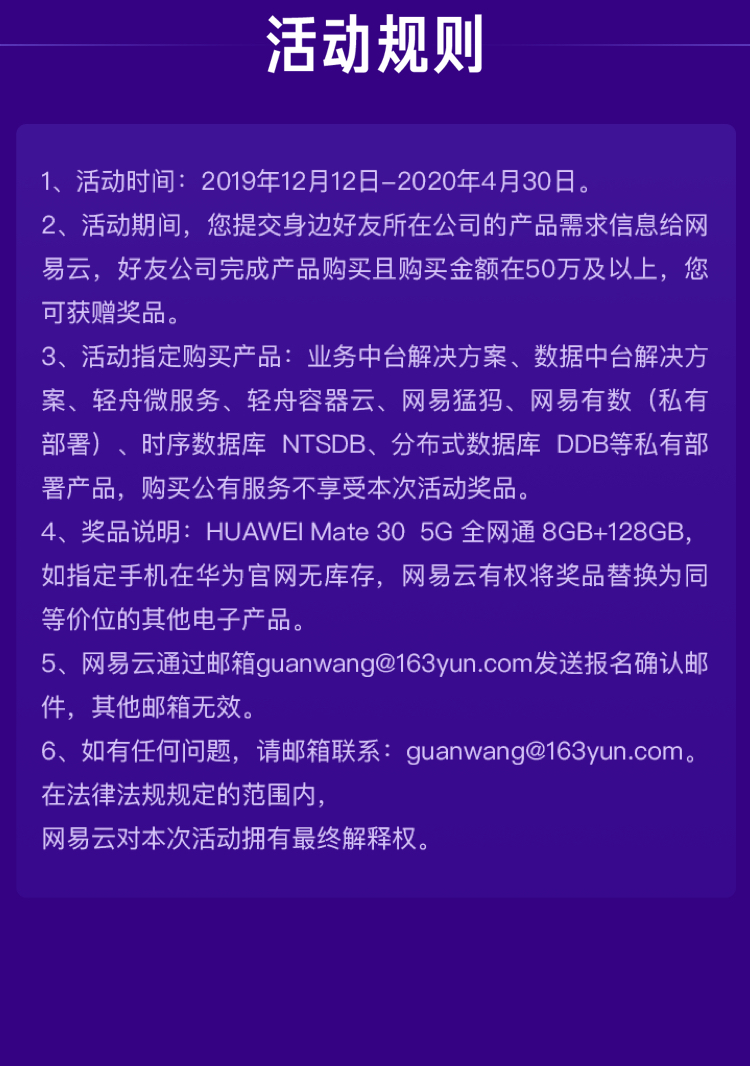 活动规则
1、活动时间：2019年12月12日-2020年4月30日。
2、活动期间，您提交身边好友所在公司的产品需求信息给网
易云，好友公司完成产品购买且购买金额在50万及以上，您
可获赠奖品。
3、活动指定购买产品：业务中台解决方案、数据中台解决方
案、轻舟微服务、轻舟容器云、网易猛犸、网易有数（私有
部署）、时序数据库 NTSDB、分布式数据库 DDB等私有部
署产品，购买公有服务不享受本次活动奖品。
4、奖品说明：HUAWEI Mate 30 5G 全网通 8GB+128GB，
如指定手机在华为官网无库存，网易云有权将奖品替换为同
等价位的其他电子产品。
5、网易云通过邮箱guanwang@163yun.com发送报名确认邮
件，其他邮箱无效。
6、如有任何问题，请邮箱联系：guanwang@163yun.com。
在法律法规规定的范围内，
网易云对本次活动拥有最终解释权。